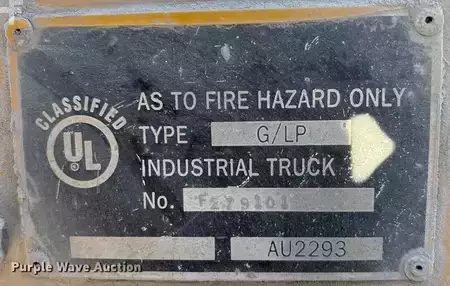 CLASSIFIED
UL
AS TO FIRE HAZARD ONLY
TYPE G/LP
INDUSTRIAL TRUCK
No.
AU2293
Purple Wave Auction